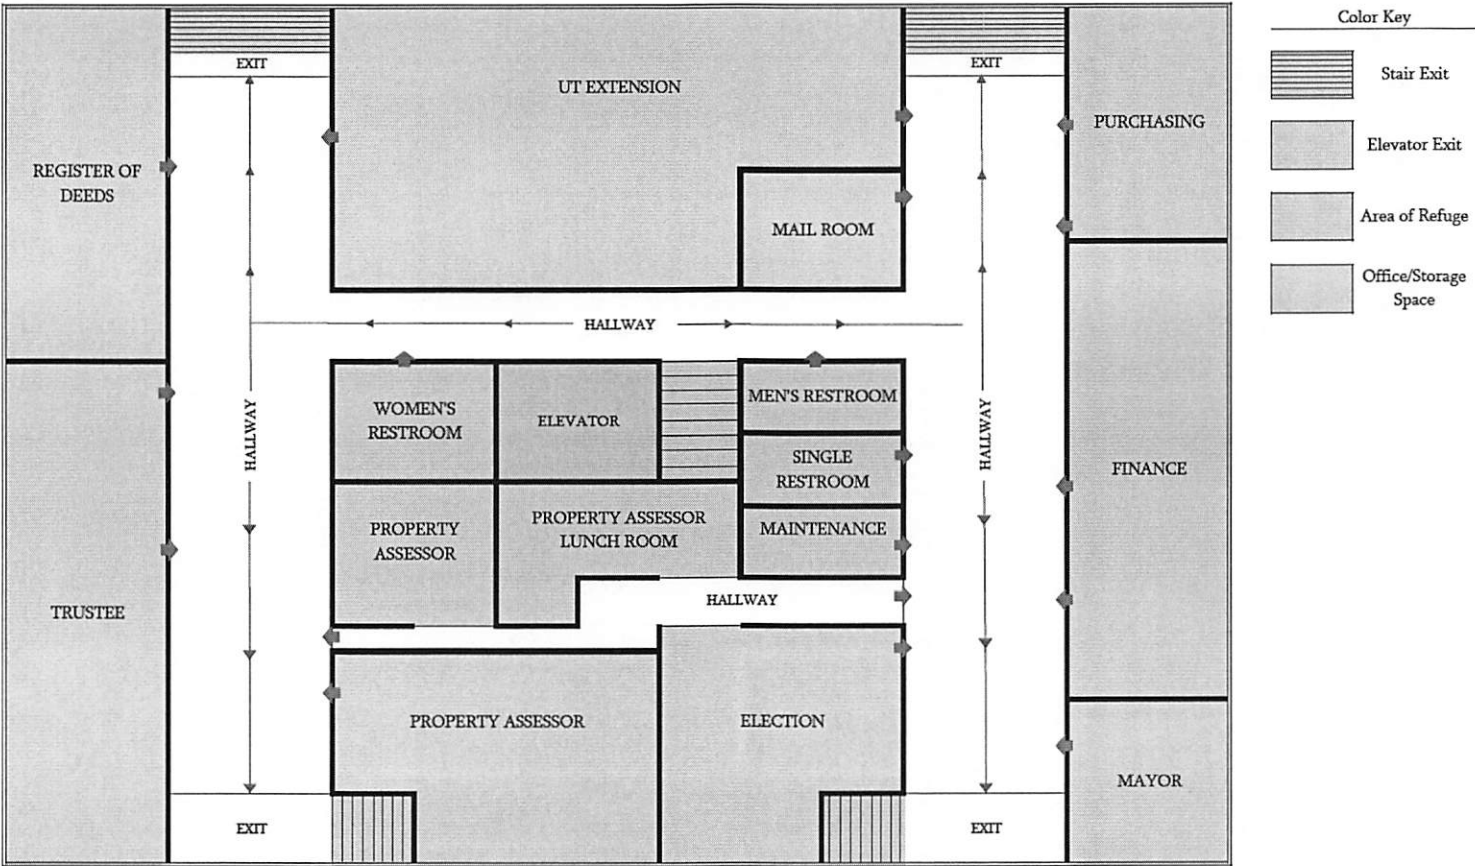 Color Key
Stair Exit
Elevator Exit
Area of Refuge
Office/Storage
Space
EXIT
EXIT
UT EXTENSION
PURCHASING
REGISTER OF
DEEDS
MAIL ROOM
HALLWAY
WOMEN'S
RESTROOM
ELEVATOR
MEN'S RESTROOM
HALLWAY
HALLWAY
SINGLE
RESTROOM
FINANCE
PROPERTY
ASSESSOR
PROPERTY ASSESSOR
LUNCH ROOM
MAINTENANCE
HALLWAY
TRUSTEE
PROPERTY ASSESSOR
ELECTION
MAYOR
EXIT
EXIT